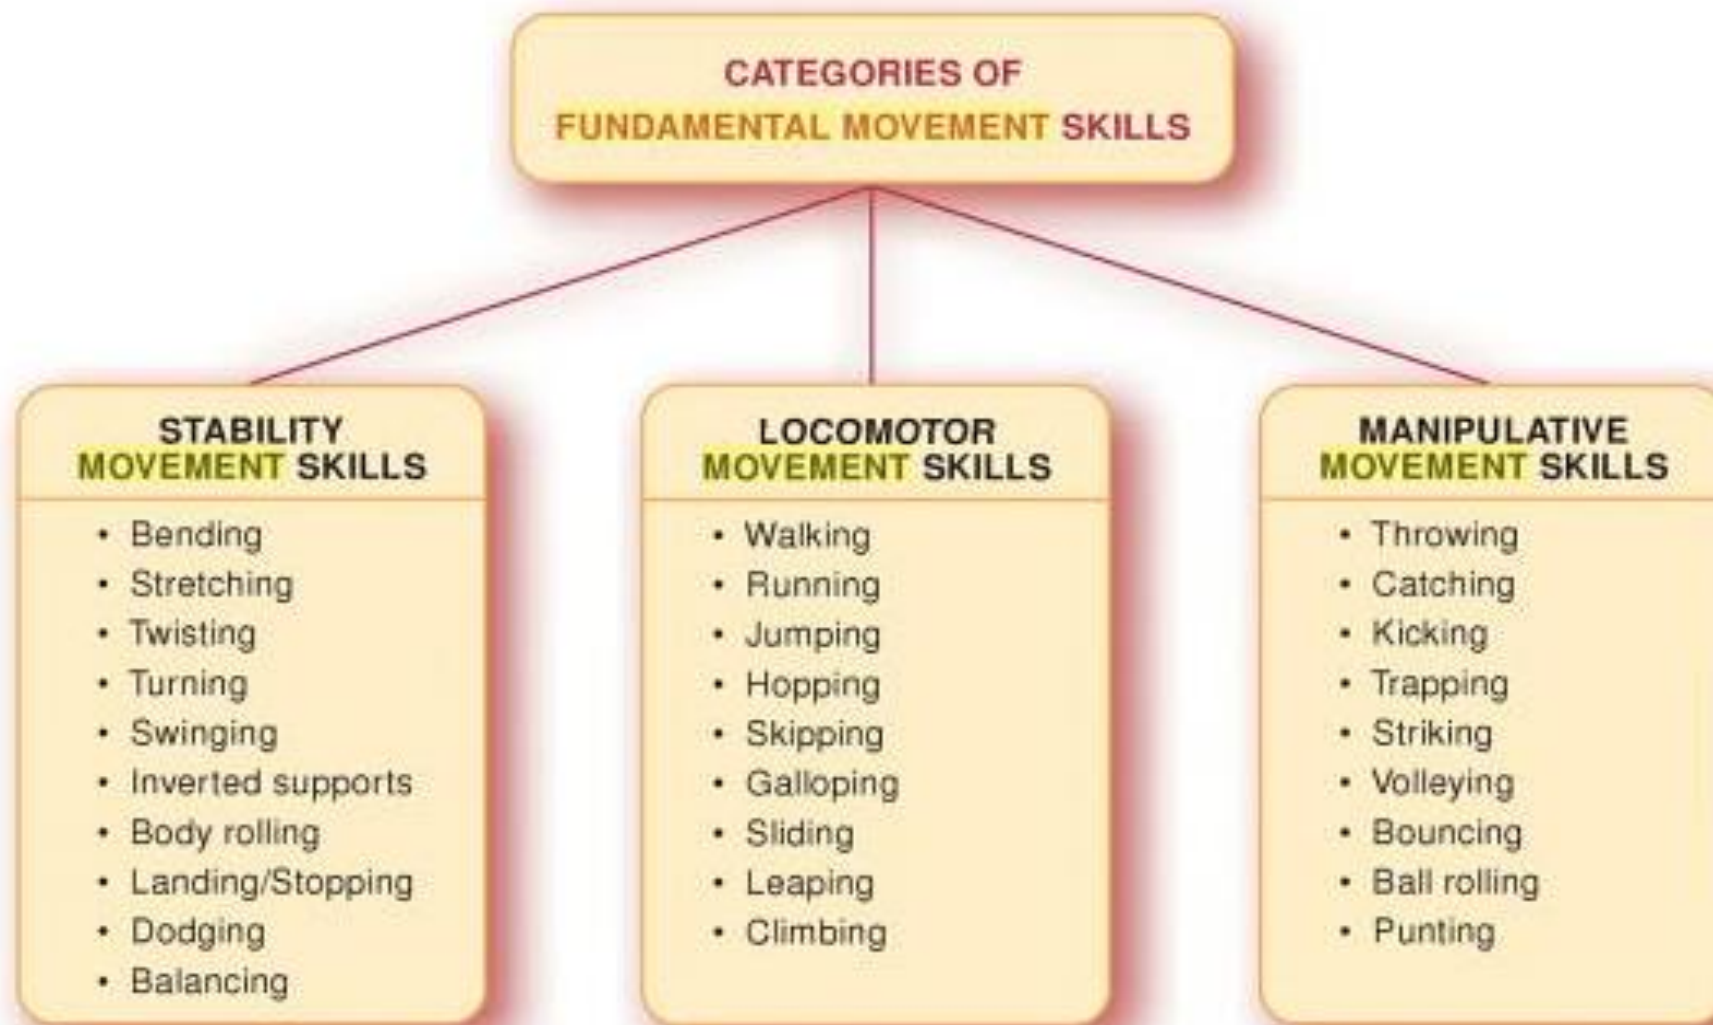 CATEGORIES OF
FUNDAMENTAL MOVEMENT SKILLS
STABILITY
MOVEMENT SKILLS
• Bending
• Stretching
• Twisting
• Turning
• Swinging
• Inverted supports
• Body rolling
• Landing/Stopping
• Dodging
• Balancing
LOCOMOTOR
MOVEMENT SKILLS
• Walking
• Running
• Jumping
• Hopping
• Skipping
• Galloping
• Sliding
• Leaping
• Climbing
MANIPULATIVE
MOVEMENT SKILLS
• Throwing
• Catching
• Kicking
• Trapping
• Striking
• Volleying
• Bouncing
• Ball rolling
• Punting